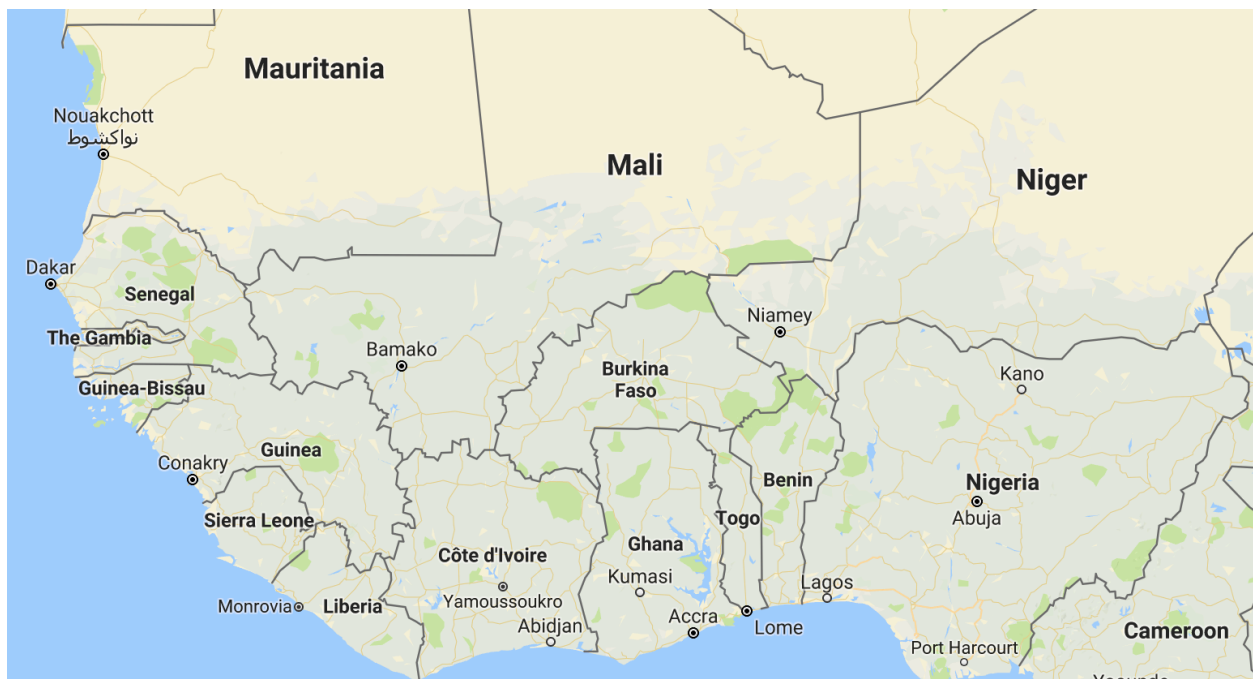 Mauritania
Nouakchott
نواكشوط
Mali
Niger
Dakar
Senegal
Niamey
The Gambia
Bamako
Burkina
Faso
Kano
Guinea-Bissau
Guinea
Conakry
Benin
Nigeria
Abuja
Sierra Leone
Togo
Ghana
Côte d'Ivoire
Kumasi
Lagos
Yamoussoukro
Monrovia
Liberia
Accra
Abidjan
Lome
Cameroon
Port Harcourt